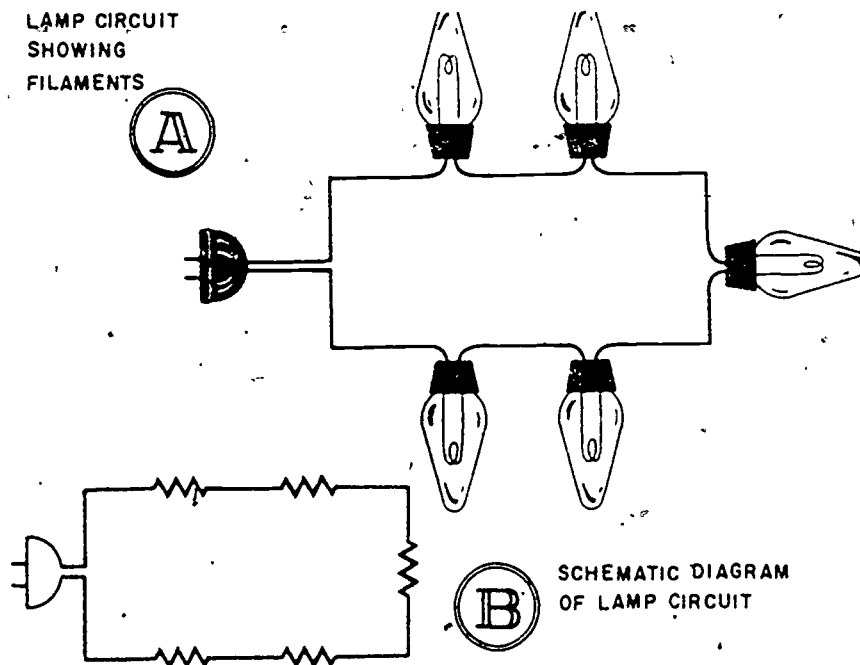 LAMP CIRCUIT
SHOWING
FILAMENTS
A
B
SCHEMATIC DIAGRAM
OF LAMP CIRCUIT